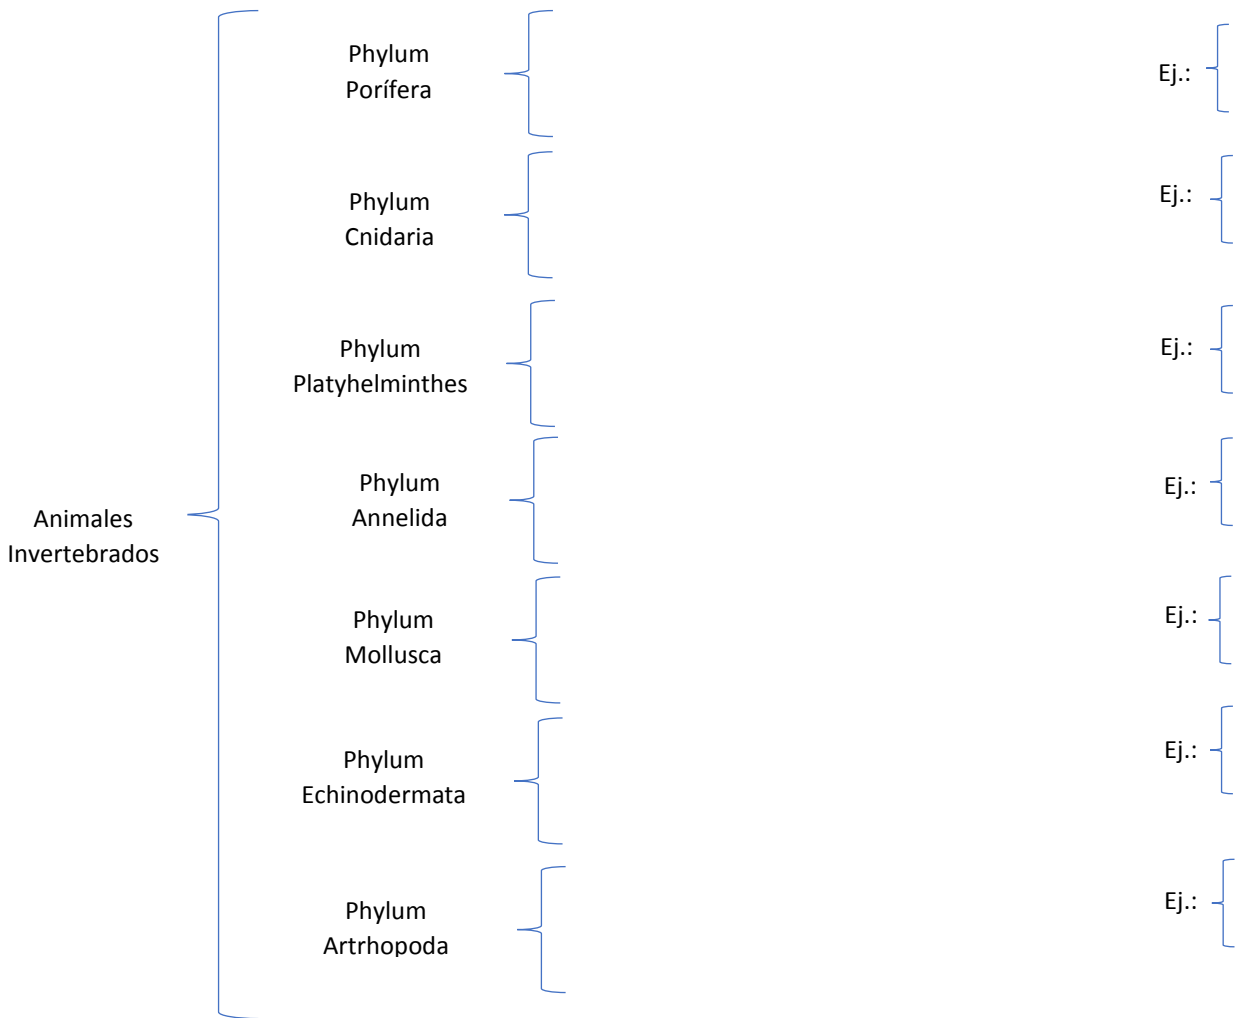 Phylum
Porífera
Ej.:
Phylum
Cnidaria
Ej.:
Phylum
Platyhelminthes
Ej.:
Animales
Invertebrados
Phylum
Annelida
Ej.:
Phylum
Mollusca
Ej.:
Phylum
Echinodermata
Ej.:
Phylum
Artrhopoda
Ej.: